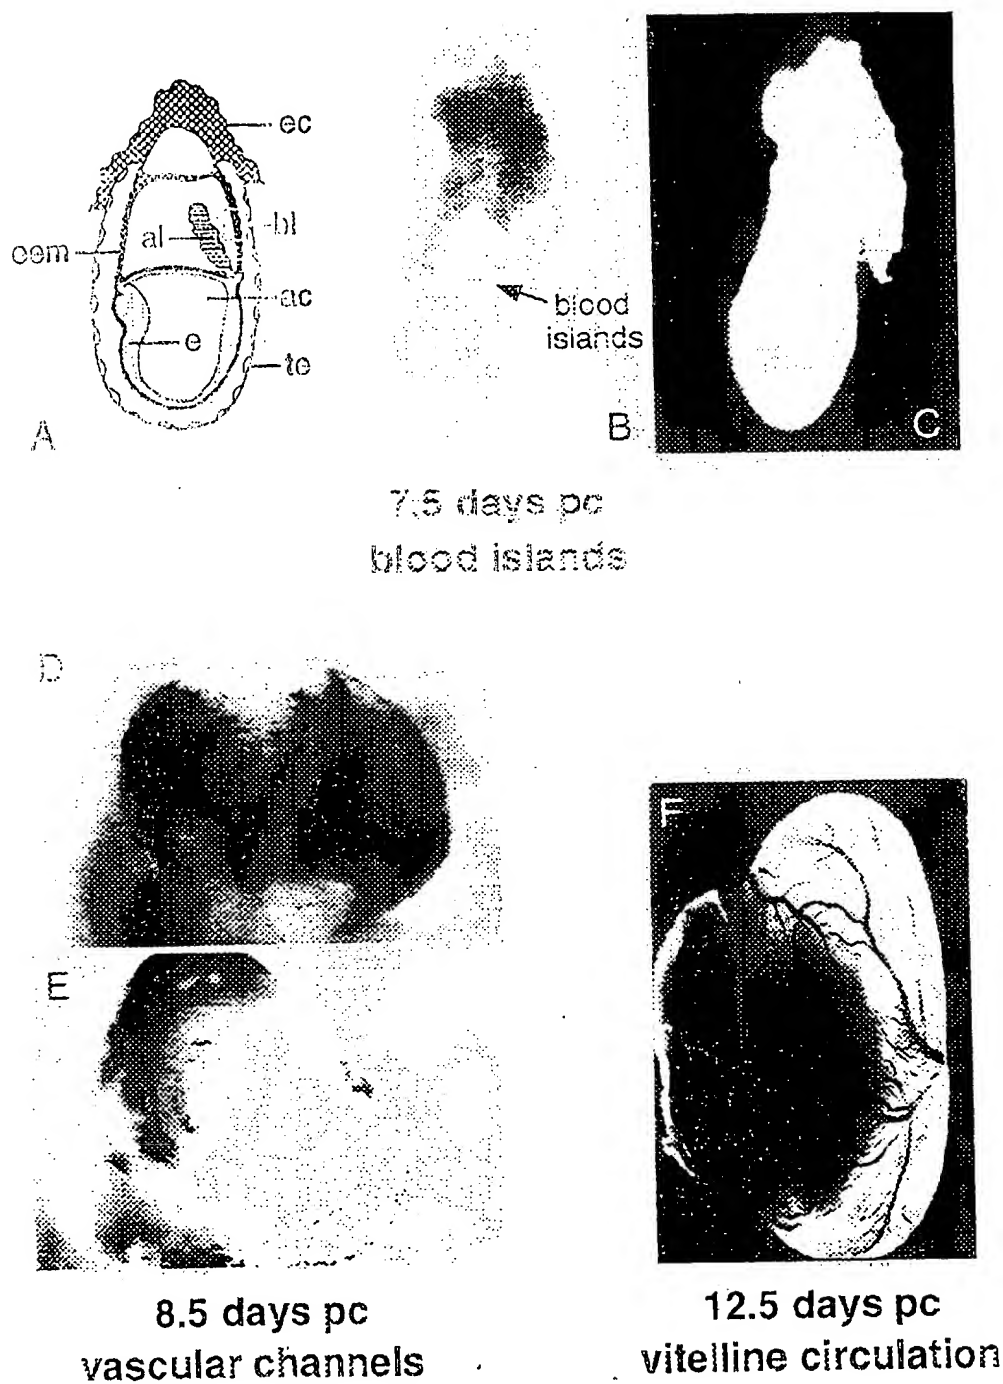 ec
al
bl
eem
ac
e
te
A
blood
islands
B
C
7.5 days pc
blood islands
D
E
F
8.5 days pc
vascular channels
12.5 days pc
vitelline circulation